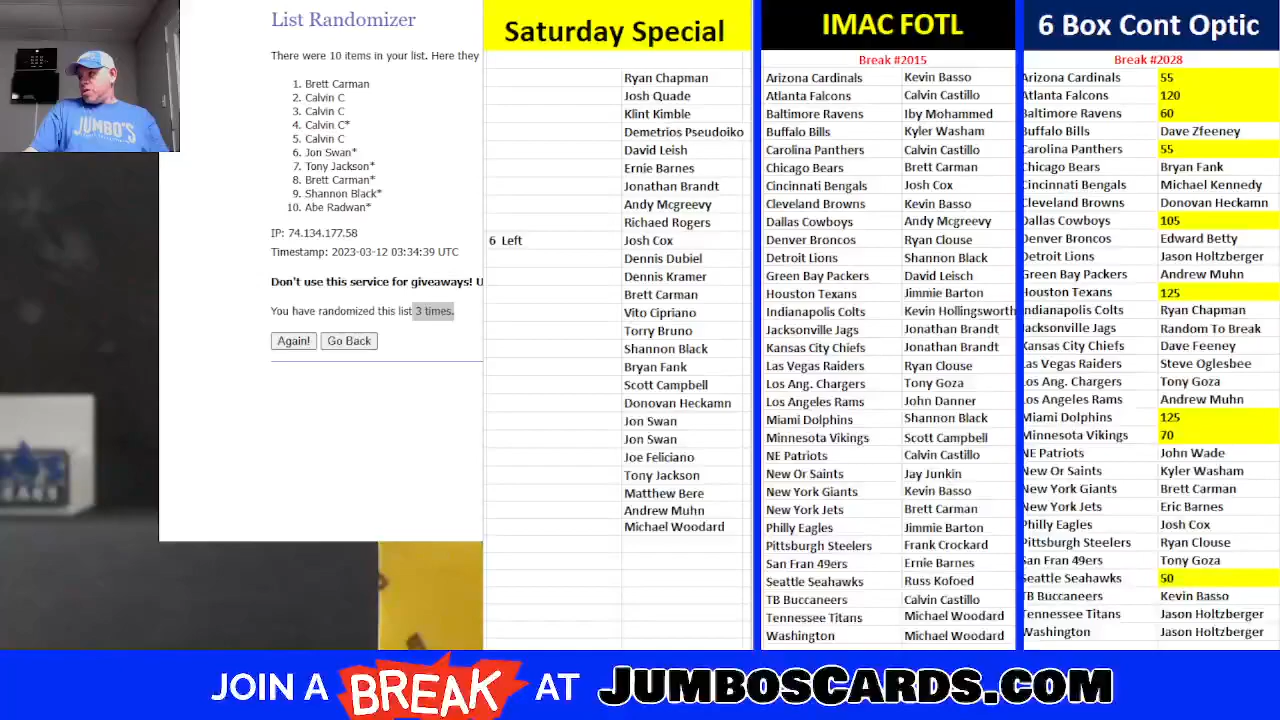 List Randomizer
There were 10 items in your list. Here they
1. Brett Carman
2. Calvin C
3. Calvin C
4. Calvin C*
5. Calvin C
6. Jon Swan*
7. Tony Jackson*
8. Brett Carman*
9. Shannon Black*
10. Abe Radwan*
IP: 74.134.177.58
Timestamp: 2023-03-12 03:34:39 UTC
Don't use this service for giveaways! U
You have randomized this list 3 times.
Again! Go Back
JUMBO'S
Saturday Special
Ryan Chapman
Josh Quade
Klint Kimble
Demetrios Pseudoiko
David Leish
Ernie Barnes
Jonathan Brandt
Andy Mcgreevy
Richaed Rogers
6 Left Josh Cox
Dennis Dubiel
Dennis Kramer
Brett Carman
Vito Cipriano
Torry Bruno
Shannon Black
Bryan Fank
Scott Campbell
Donovan Heckamn
Jon Swan
Jon Swan
Joe Feliciano
Tony Jackson
Matthew Bere
Andrew Muhn
Michael Woodard
IMAC FOTL
Break #2015
Arizona Cardinals Kevin Basso
Atlanta Falcons Calvin Castillo
Baltimore Ravens Iby Mohammed
Buffalo Bills Kyler Washam
Carolina Panthers Calvin Castillo
Chicago Bears Brett Carman
Cincinnati Bengals Josh Cox
Cleveland Browns Kevin Basso
Dallas Cowboys Andy Mcgreevy
Denver Broncos Ryan Clouse
Detroit Lions Shannon Black
Green Bay Packers David Leisch
Houston Texans Jimmie Barton
Indianapolis Colts Kevin Hollingsworth
Jacksonville Jags Jonathan Brandt
Kansas City Chiefs Jonathan Brandt
Las Vegas Raiders Ryan Clouse
Los Ang. Chargers Tony Goza
Los Angeles Rams John Danner
Miami Dolphins Shannon Black
Minnesota Vikings Scott Campbell
NE Patriots Calvin Castillo
New Or Saints Jay Junkin
New York Giants Kevin Basso
New York Jets Brett Carman
Philly Eagles Jimmie Barton
Pittsburgh Steelers Frank Crockard
San Fran 49ers Ernie Barnes
Seattle Seahawks Russ Kofoed
TB Buccaneers Calvin Castillo
Tennessee Titans Michael Woodard
Washington Michael Woodard
6 Box Cont Optic
Break #2028
Arizona Cardinals 55
Atlanta Falcons 120
Baltimore Ravens 60
Buffalo Bills Dave Zfeeney
Carolina Panthers 55
Chicago Bears Bryan Fank
Cincinnati Bengals Michael Kennedy
Cleveland Browns Donovan Heckamn
Dallas Cowboys 105
Denver Broncos Edward Betty
Detroit Lions Jason Holtzberger
Green Bay Packers Andrew Muhn
Houston Texans 125
Indianapolis Colts Ryan Chapman
Jacksonville Jags Random To Break
Kansas City Chiefs Dave Feeney
Las Vegas Raiders Steve Oglesbee
Los Ang. Chargers Tony Goza
Los Angeles Rams Andrew Muhn
Miami Dolphins 125
Minnesota Vikings 70
NE Patriots John Wade
New Or Saints Kyler Washam
New York Giants Brett Carman
New York Jets Eric Barnes
Philly Eagles Josh Cox
Pittsburgh Steelers Ryan Clouse
San Fran 49ers Tony Goza
Seattle Seahawks 50
TB Buccaneers Kevin Basso
Tennessee Titans Jason Holtzberger
Washington Jason Holtzberger
JOIN A BREAK AT JUMBOSCARDS.COM